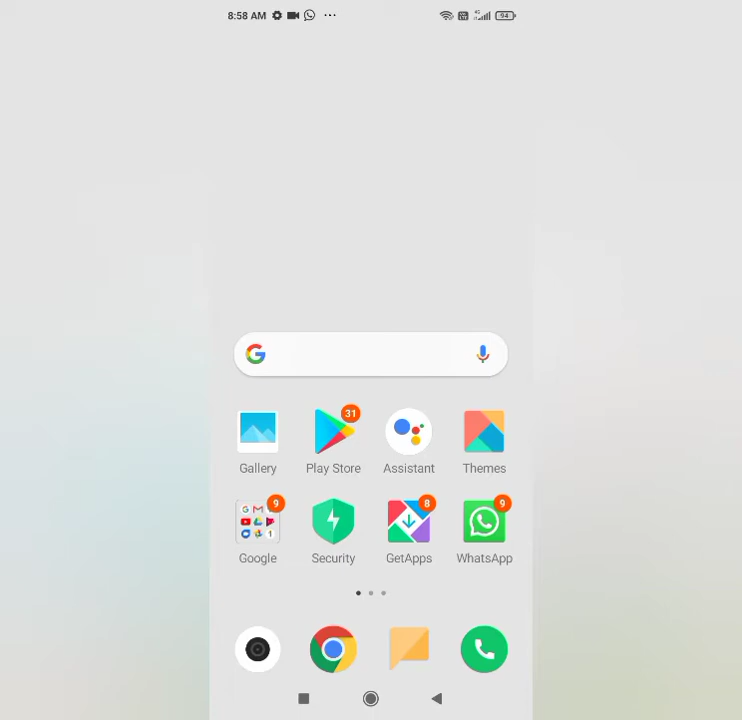 8:58 AM ... 94
31
Gallery Play Store Assistant Themes
9 8 9
Google Security GetApps WhatsApp